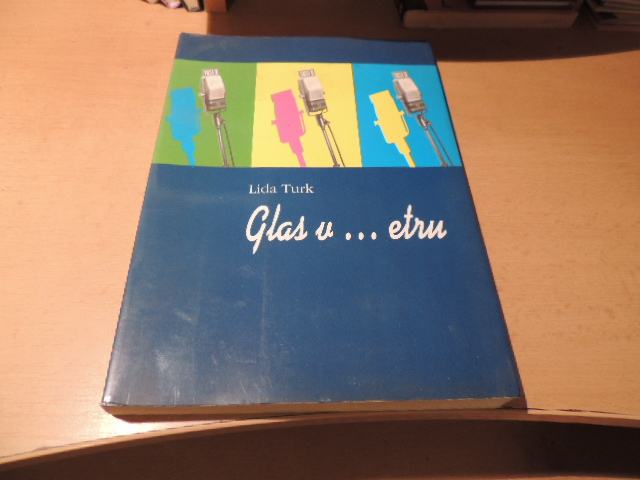 Lida Turk
Glas v ... etru